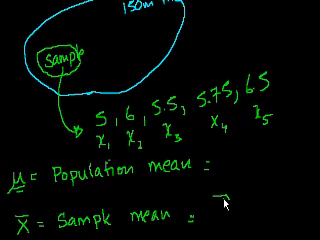 150m
sample
5, 6, 5.5, 5.75, 6.5
x₁ x₂ x₃ x₄ x₅
μ = Population mean =
x̄ = Sample mean =